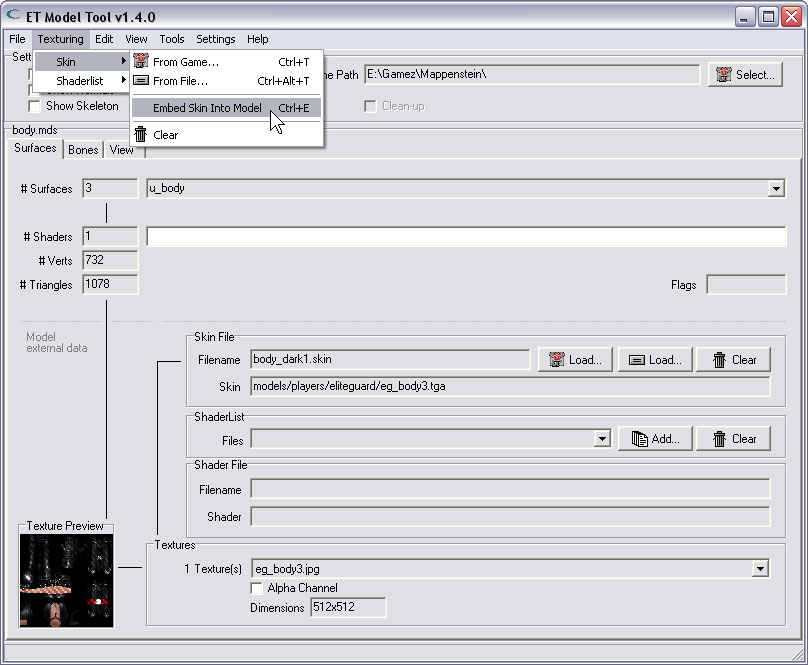 ET Model Tool v1.4.0
File Texturing Edit View Tools Settings Help
Skin
Shaderlist
From Game... Ctrl+T
From File... Ctrl+Alt+T
Embed Skin Into Model Ctrl+E
Clear
Path E:\Gamez\Mappenstein\ Select...
Show Skeleton Clean-up
body.mds
Surfaces Bones View
# Surfaces 3 u_body
# Shaders 1
# Verts 732
# Triangles 1078 Flags
Model
external data
Skin File
Filename body_dark1.skin Load... Load... Clear
Skin models/players/eliteguard/eg_body3.tga
ShaderList
Files Add... Clear
Shader File
Filename
Shader
Texture Preview
Textures
1 Texture(s) eg_body3.jpg
Alpha Channel
Dimensions 512x512